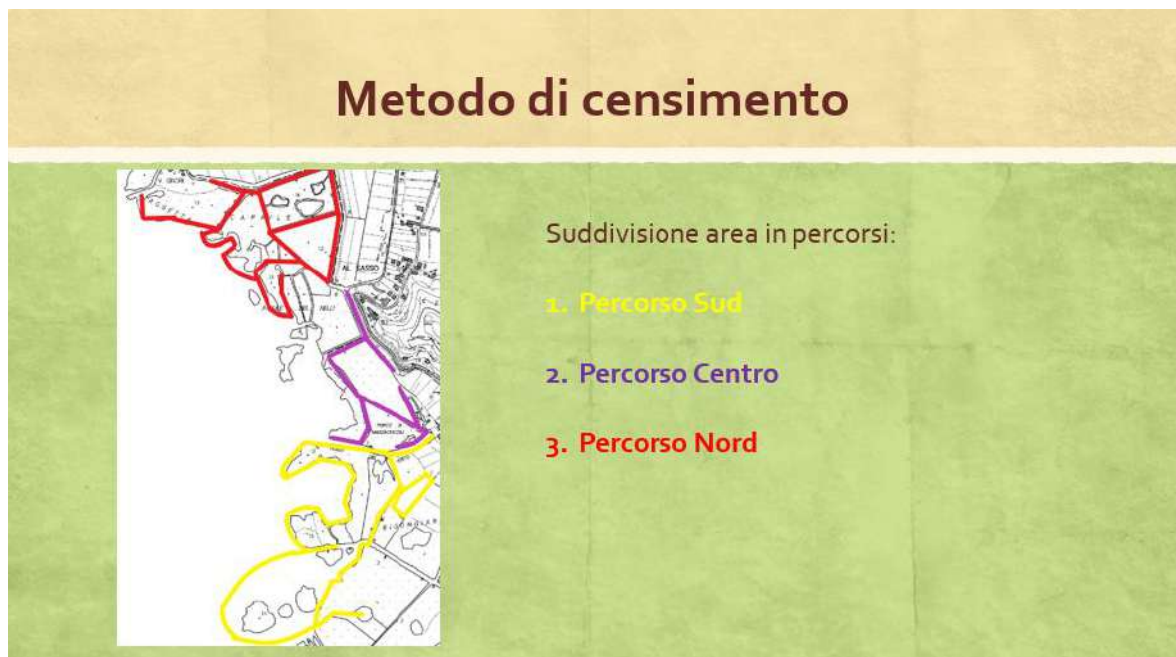 Metodo di censimento
Suddivisione area in percorsi:
1. Percorso Sud
2. Percorso Centro
3. Percorso Nord
AL SASSO